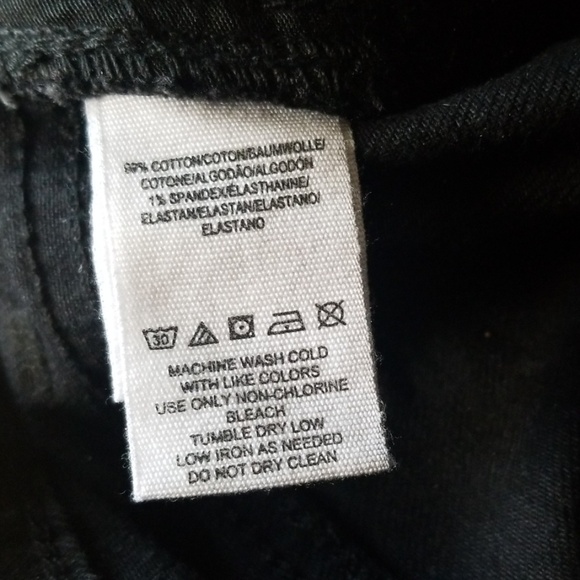 99% COTTON/COTON/BAUMWOLLE/
COTONE/ALGODÃO/ALGODÓN
1% SPANDEX/ÉLASTHANNE/
ELASTAN/ELASTAN/ELASTANO/
ELASTANO
30
MACHINE WASH COLD
WITH LIKE COLORS
USE ONLY NON-CHLORINE
BLEACH
TUMBLE DRY LOW
LOW IRON AS NEEDED
DO NOT DRY CLEAN